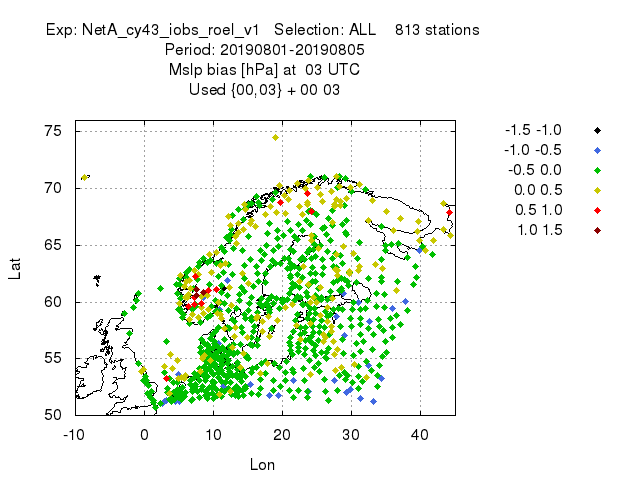 Exp: NetA_cy43_iobs_roel_v1   Selection: ALL    813 stations
Period: 20190801-20190805
Mslp bias [hPa] at  03 UTC
Used {00,03} + 00 03
75
70
65
60
55
50
Lat
-10 0 10 20 30 40
Lon
-1.5 -1.0
-1.0 -0.5
-0.5 0.0
0.0 0.5
0.5 1.0
1.0 1.5